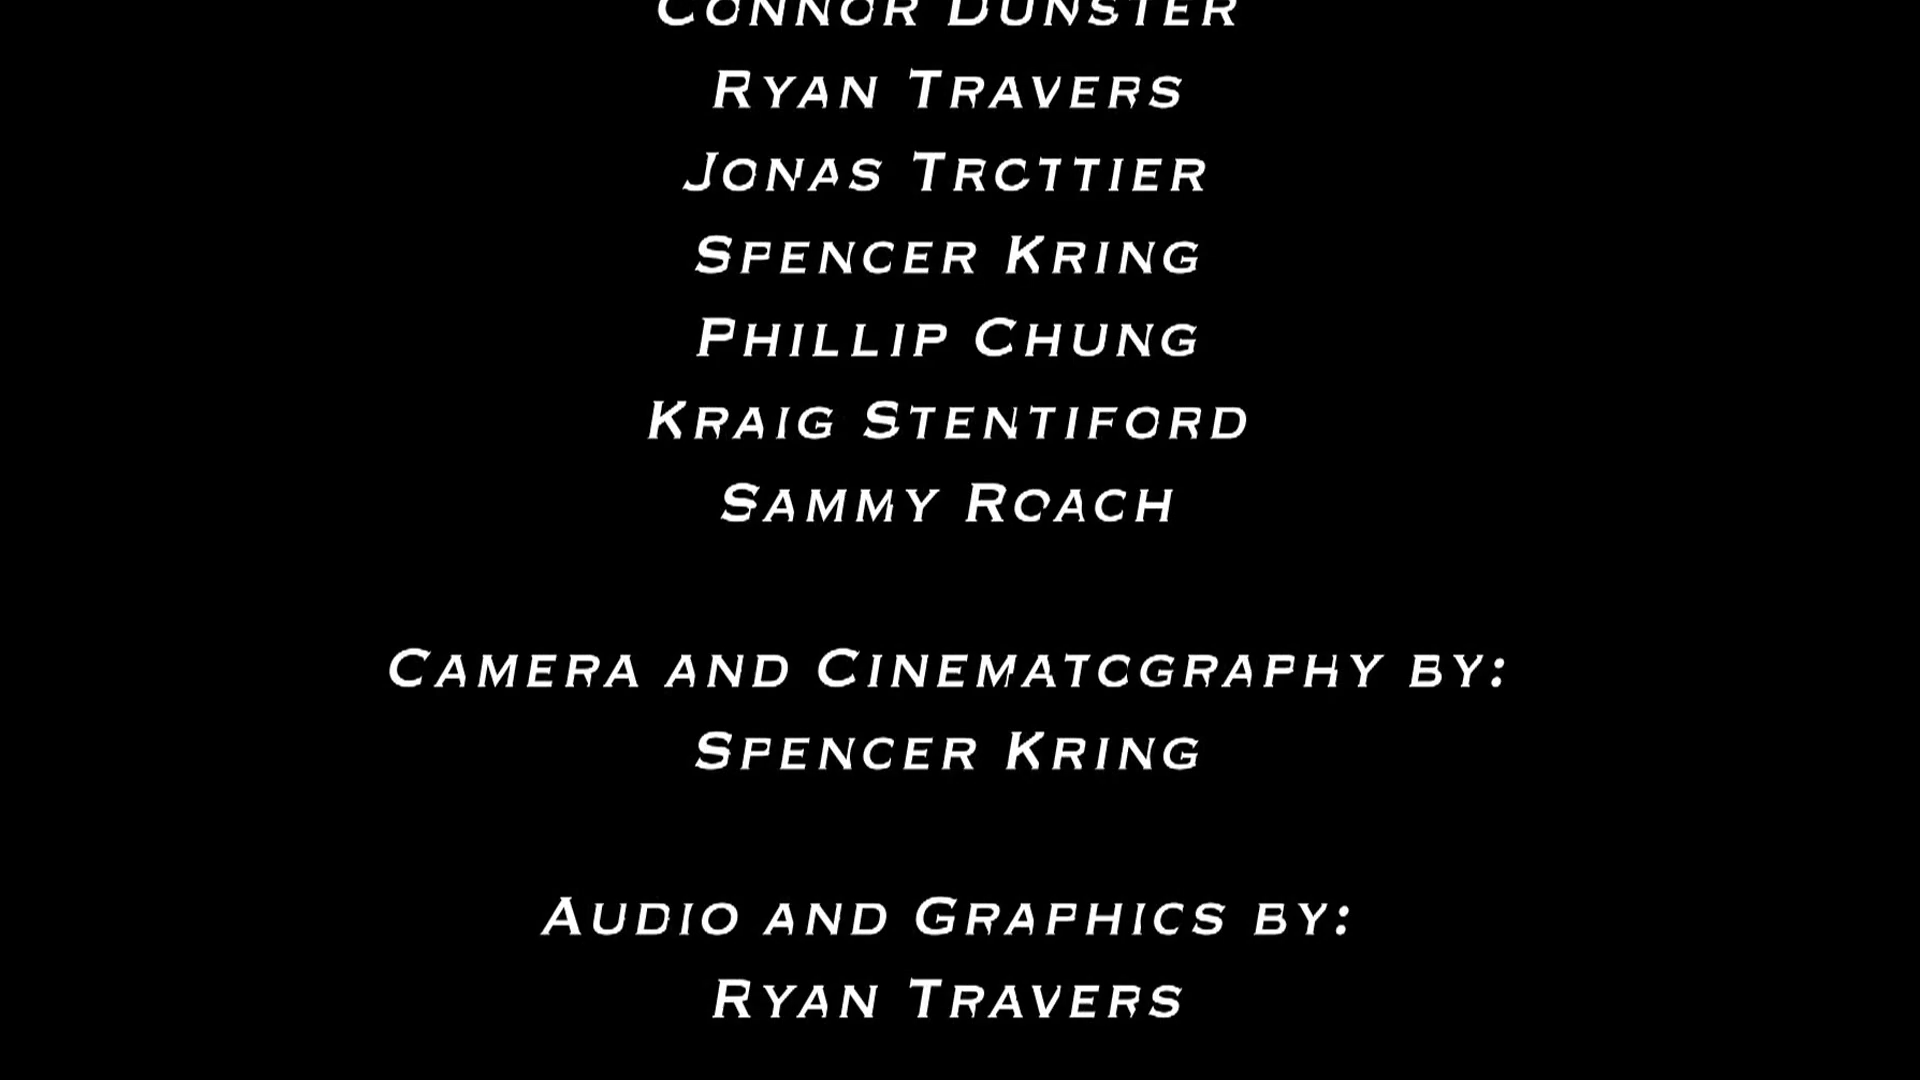 Connor Dunster
Ryan Travers
Jonas Trottier
Spencer Kring
Phillip Chung
Kraig Stentiford
Sammy Roach
Camera and Cinematography by:
Spencer Kring
Audio and Graphics by:
Ryan Travers